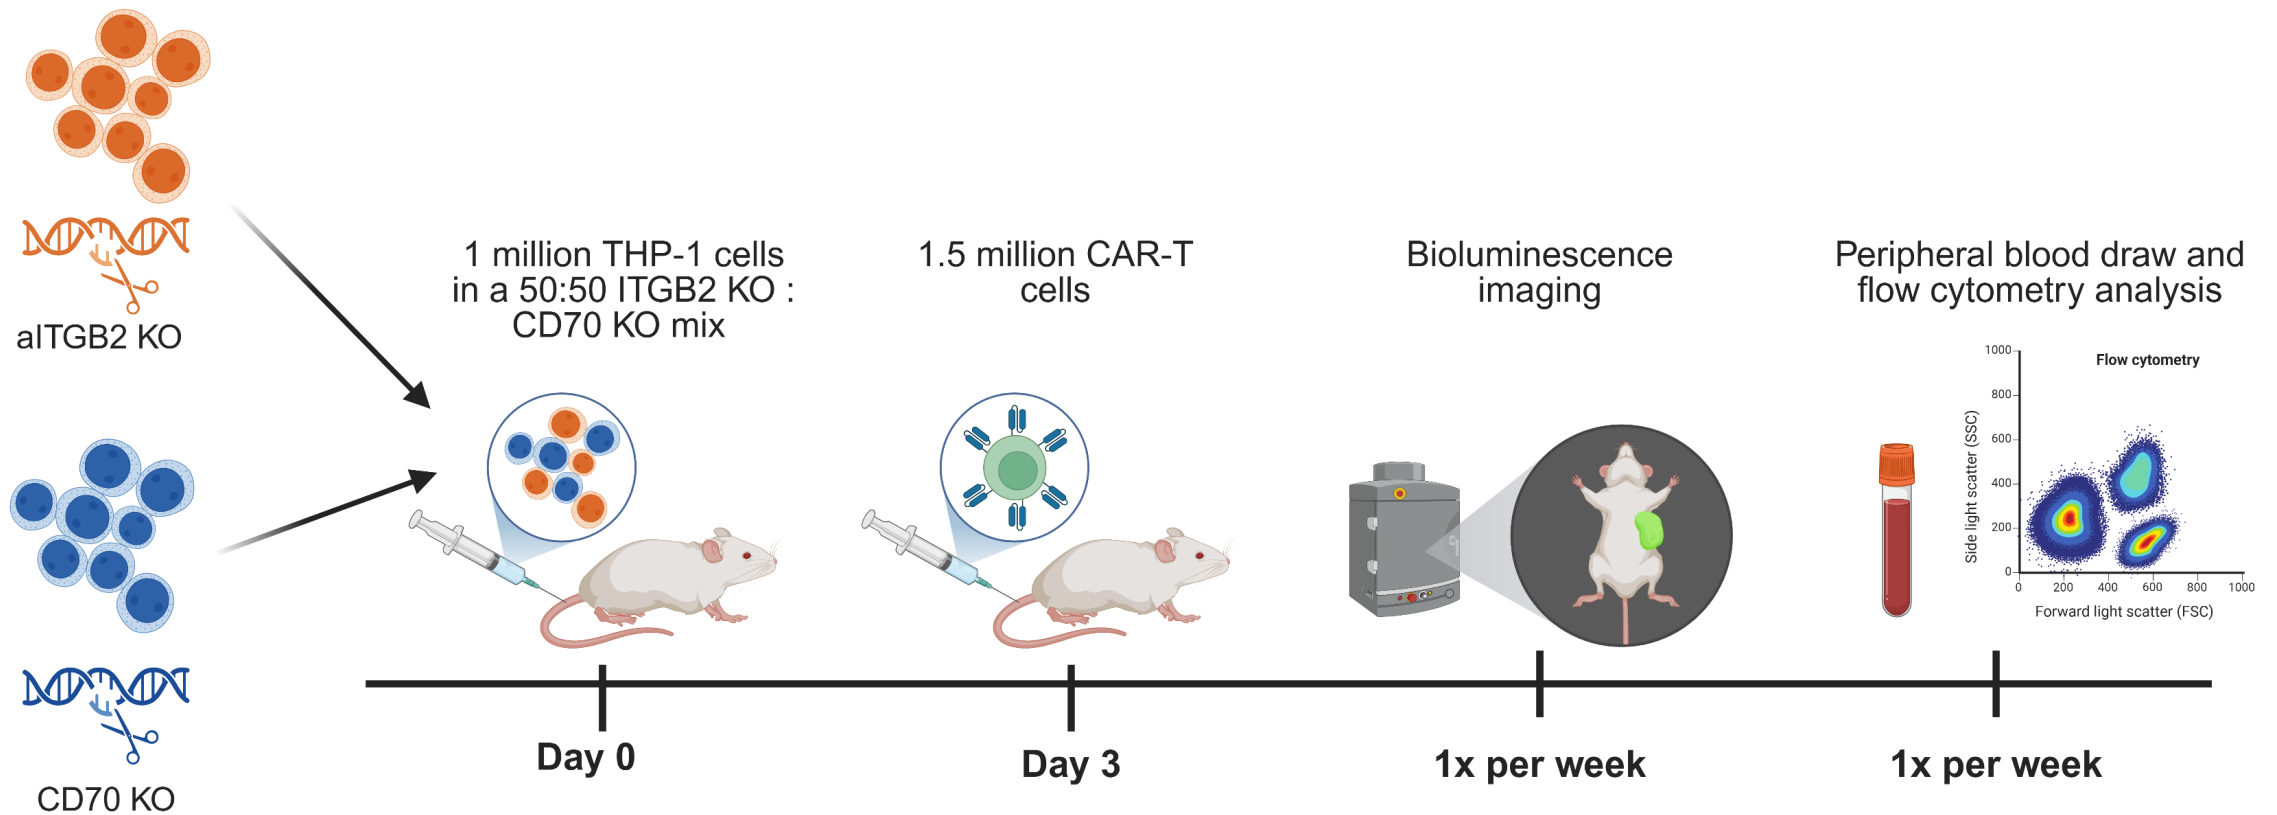 aITGB2 KO
CD70 KO
1 million THP-1 cells
in a 50:50 ITGB2 KO :
CD70 KO mix
Day 0
1.5 million CAR-T
cells
Day 3
Bioluminescence
imaging
1x per week
Peripheral blood draw and
flow cytometry analysis
Flow cytometry
Side light scatter (SSC)
1000
800
600
400
200
0
0 200 400 600 800 1000
Forward light scatter (FSC)
1x per week